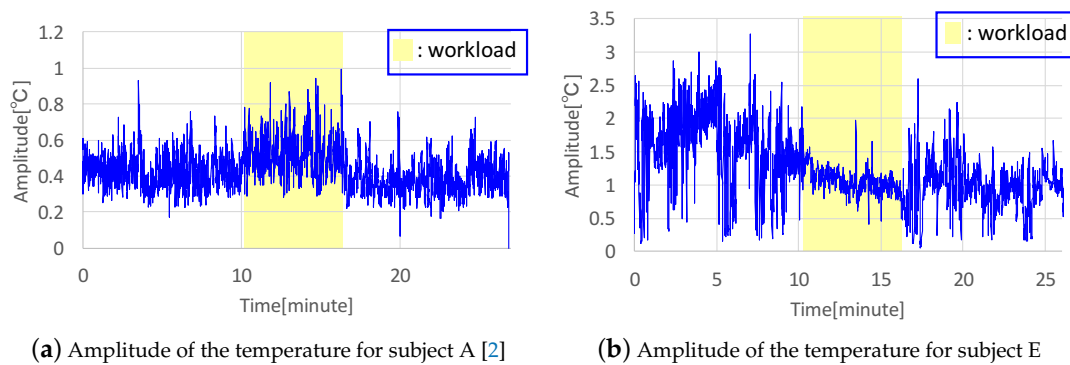 1.2
1
0.8
0.6
0.4
0.2
0
Amplitude[℃]
0 10 20
Time[minute]
: workload
(a) Amplitude of the temperature for subject A [2]
3.5
3
2.5
2
1.5
1
0.5
0
Amplitude[℃]
0 5 10 15 20 25
Time[minute]
: workload
(b) Amplitude of the temperature for subject E